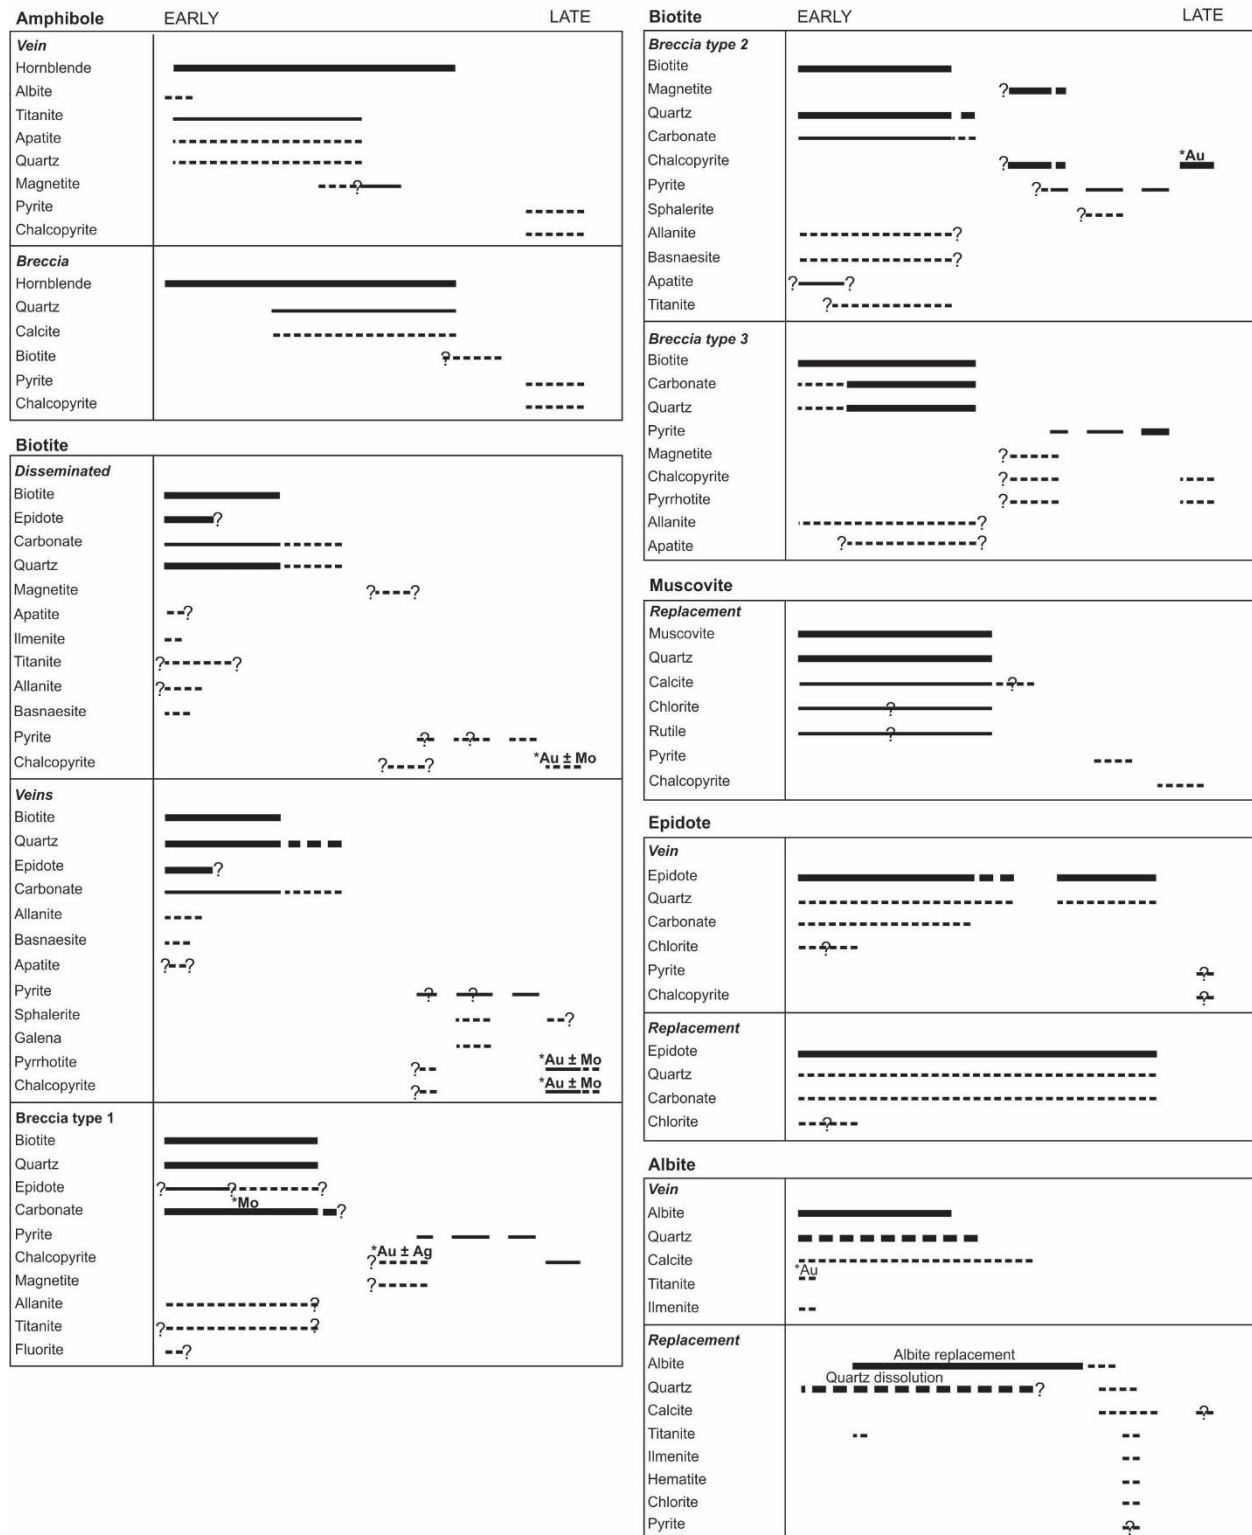 Amphibole EARLY LATE
Vein
Hornblende
Albite
Titanite
Apatite
Quartz
Magnetite ?
Pyrite
Chalcopyrite
Breccia
Hornblende
Quartz
Calcite
Biotite ?
Pyrite
Chalcopyrite
Biotite
Disseminated
Biotite
Epidote ?
Carbonate
Quartz
Magnetite ? ?
Apatite ?
Ilmenite
Titanite ? ?
Allanite ?
Basnaesite
Pyrite ? ?
Chalcopyrite ? ? *Au ± Mo
Veins
Biotite
Quartz
Epidote ?
Carbonate
Allanite
Basnaesite
Apatite ? ?
Pyrite ? ?
Sphalerite ?
Galena
Pyrrhotite ? *Au ± Mo
Chalcopyrite ? *Au ± Mo
Breccia type 1
Biotite
Quartz
Epidote ? ? ?
Carbonate *Mo ?
Pyrite
Chalcopyrite ? *Au ± Ag
Magnetite ?
Allanite ?
Titanite ? ?
Fluorite ?
Biotite EARLY LATE
Breccia type 2
Biotite
Magnetite ?
Quartz
Carbonate
Chalcopyrite ? *Au
Pyrite ?
Sphalerite ?
Allanite ?
Basnaesite ?
Apatite ? ?
Titanite ?
Breccia type 3
Biotite
Carbonate
Quartz
Pyrite
Magnetite ?
Chalcopyrite ?
Pyrrhotite ?
Allanite ?
Apatite ? ?
Muscovite
Replacement
Muscovite
Quartz
Calcite ?
Chlorite ?
Rutile ?
Pyrite
Chalcopyrite
Epidote
Vein
Epidote
Quartz
Carbonate
Chlorite ?
Pyrite ?
Chalcopyrite ?
Replacement
Epidote
Quartz
Carbonate
Chlorite ?
Albite
Vein
Albite
Quartz
Calcite
Titanite *Au
Ilmenite
Replacement
Albite Albite replacement
Quartz Quartz dissolution ?
Calcite ?
Titanite
Ilmenite
Hematite
Chlorite
Pyrite ?